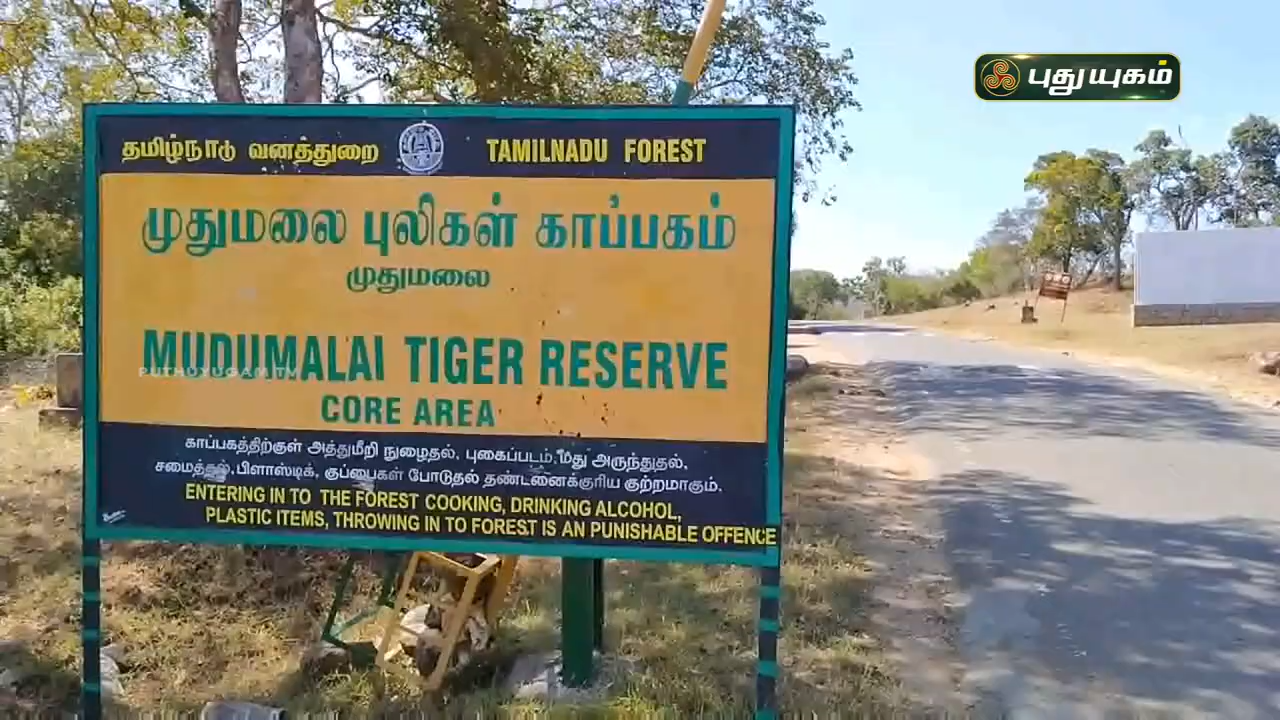 புதுயுகம்
தமிழ்நாடு வனத்துறை TAMILNADU FOREST
முதுமலை புலிகள் காப்பகம்
முதுமலை
MUDUMALAI TIGER RESERVE
PUTHUYUGAM TV
CORE AREA
காப்பகத்திற்குள் அத்துமீறி நுழைதல், புகைப்படம், மது அருந்துதல்,
சமைத்தல், பிளாஸ்டிக், குப்பைகள் போடுதல் தண்டனைக்குரிய குற்றமாகும்.
ENTERING IN TO THE FOREST COOKING, DRINKING ALCOHOL,
PLASTIC ITEMS, THROWING IN TO FOREST IS AN PUNISHABLE OFFENCE